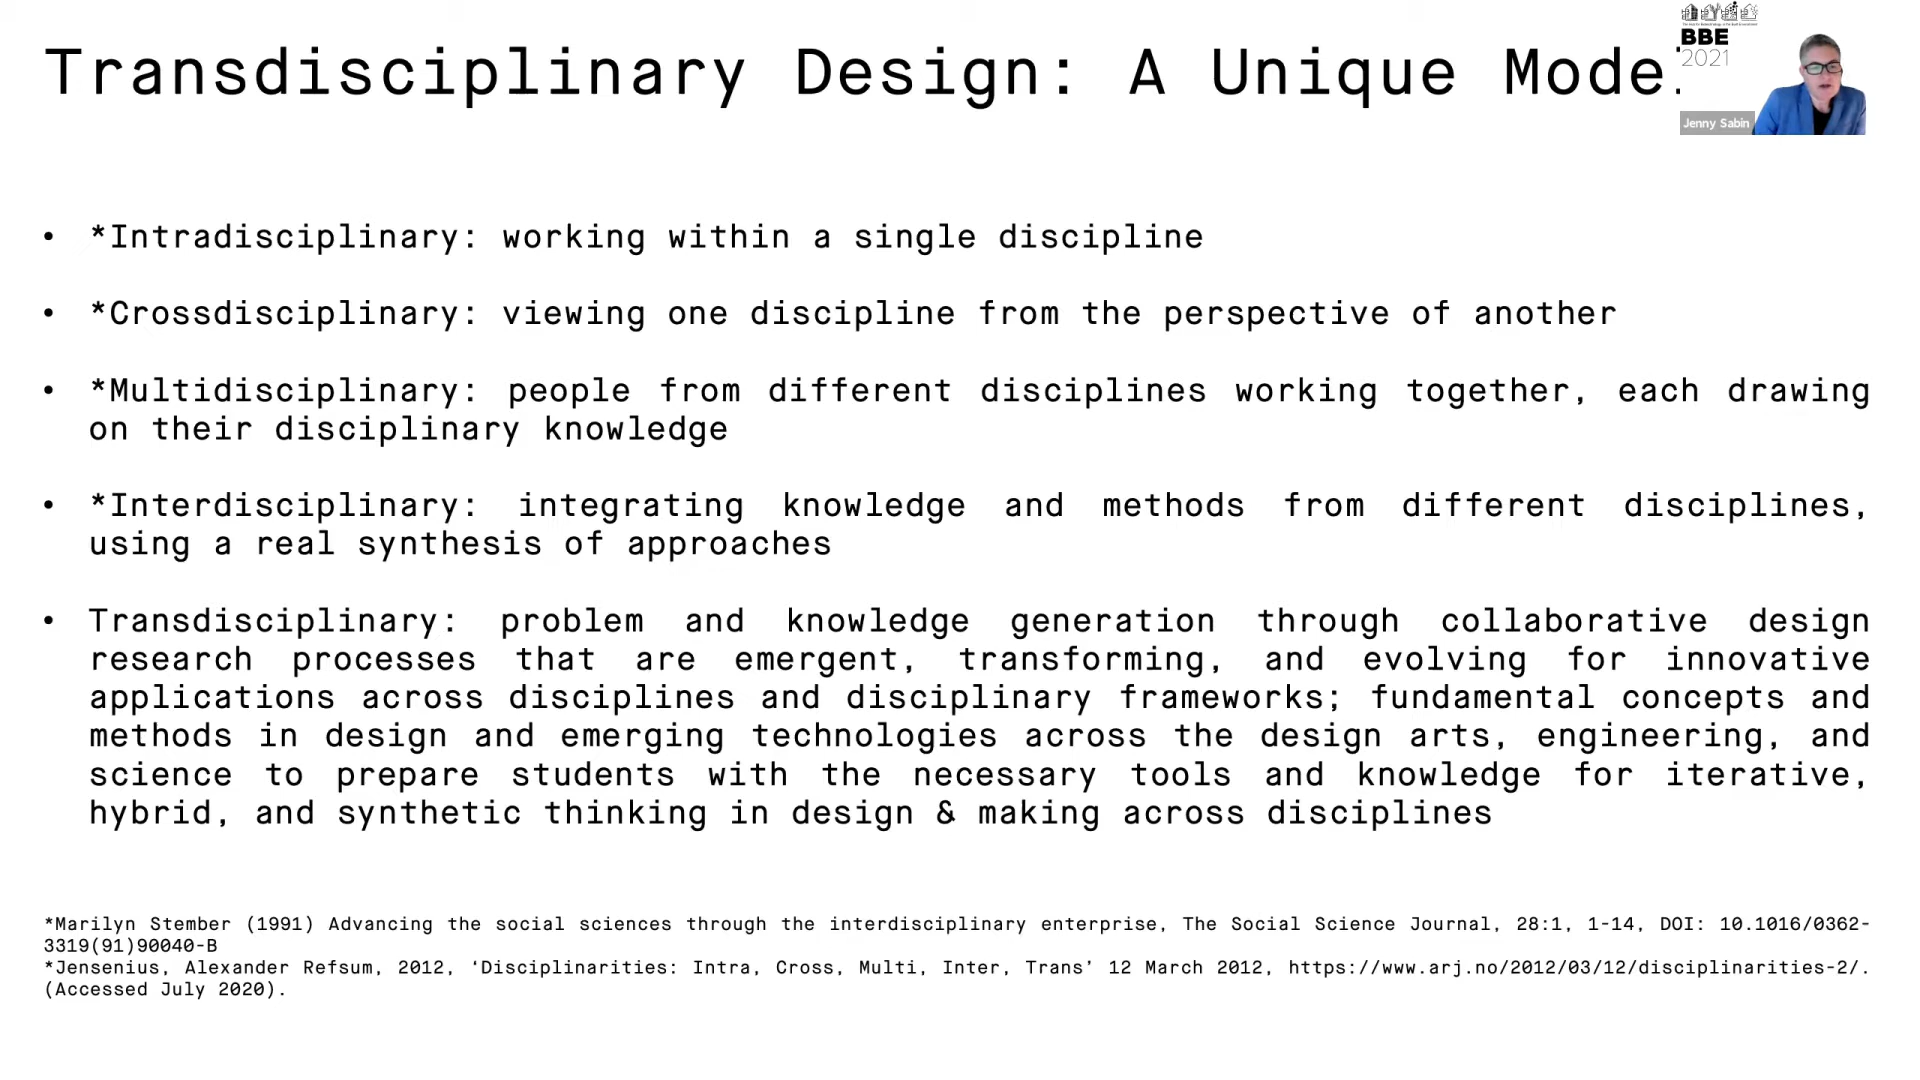 Transdisciplinary Design: A Unique Mode
BBE
2021
Jenny Sabin
• *Intradisciplinary: working within a single discipline
• *Crossdisciplinary: viewing one discipline from the perspective of another
• *Multidisciplinary: people from different disciplines working together, each drawing
on their disciplinary knowledge
• *Interdisciplinary: integrating knowledge and methods from different disciplines,
using a real synthesis of approaches
• Transdisciplinary: problem and knowledge generation through collaborative design
research processes that are emergent, transforming, and evolving for innovative
applications across disciplines and disciplinary frameworks; fundamental concepts and
methods in design and emerging technologies across the design arts, engineering, and
science to prepare students with the necessary tools and knowledge for iterative,
hybrid, and synthetic thinking in design & making across disciplines
*Marilyn Stember (1991) Advancing the social sciences through the interdisciplinary enterprise, The Social Science Journal, 28:1, 1-14, DOI: 10.1016/0362-
3319(91)90040-B
*Jensenius, Alexander Refsum, 2012, ‘Disciplinarities: Intra, Cross, Multi, Inter, Trans’ 12 March 2012, https://www.arj.no/2012/03/12/disciplinarities-2/.
(Accessed July 2020).